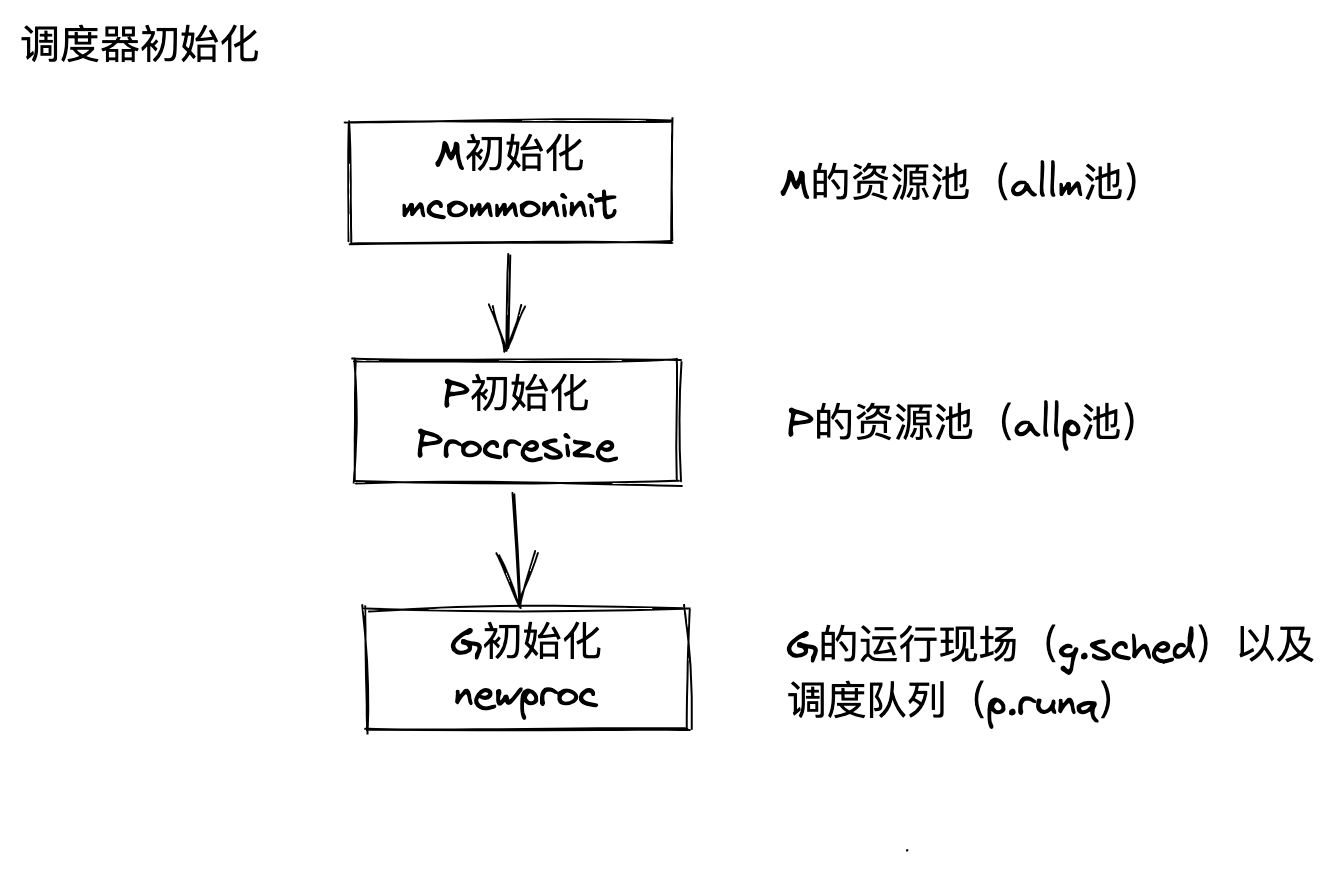 调度器初始化
M初始化
mcommoninit
M的资源池（allm池）
P初始化
Procresize
P的资源池（allp池）
G初始化
newproc
G的运行现场（g.sched）以及
调度队列（p.runq）